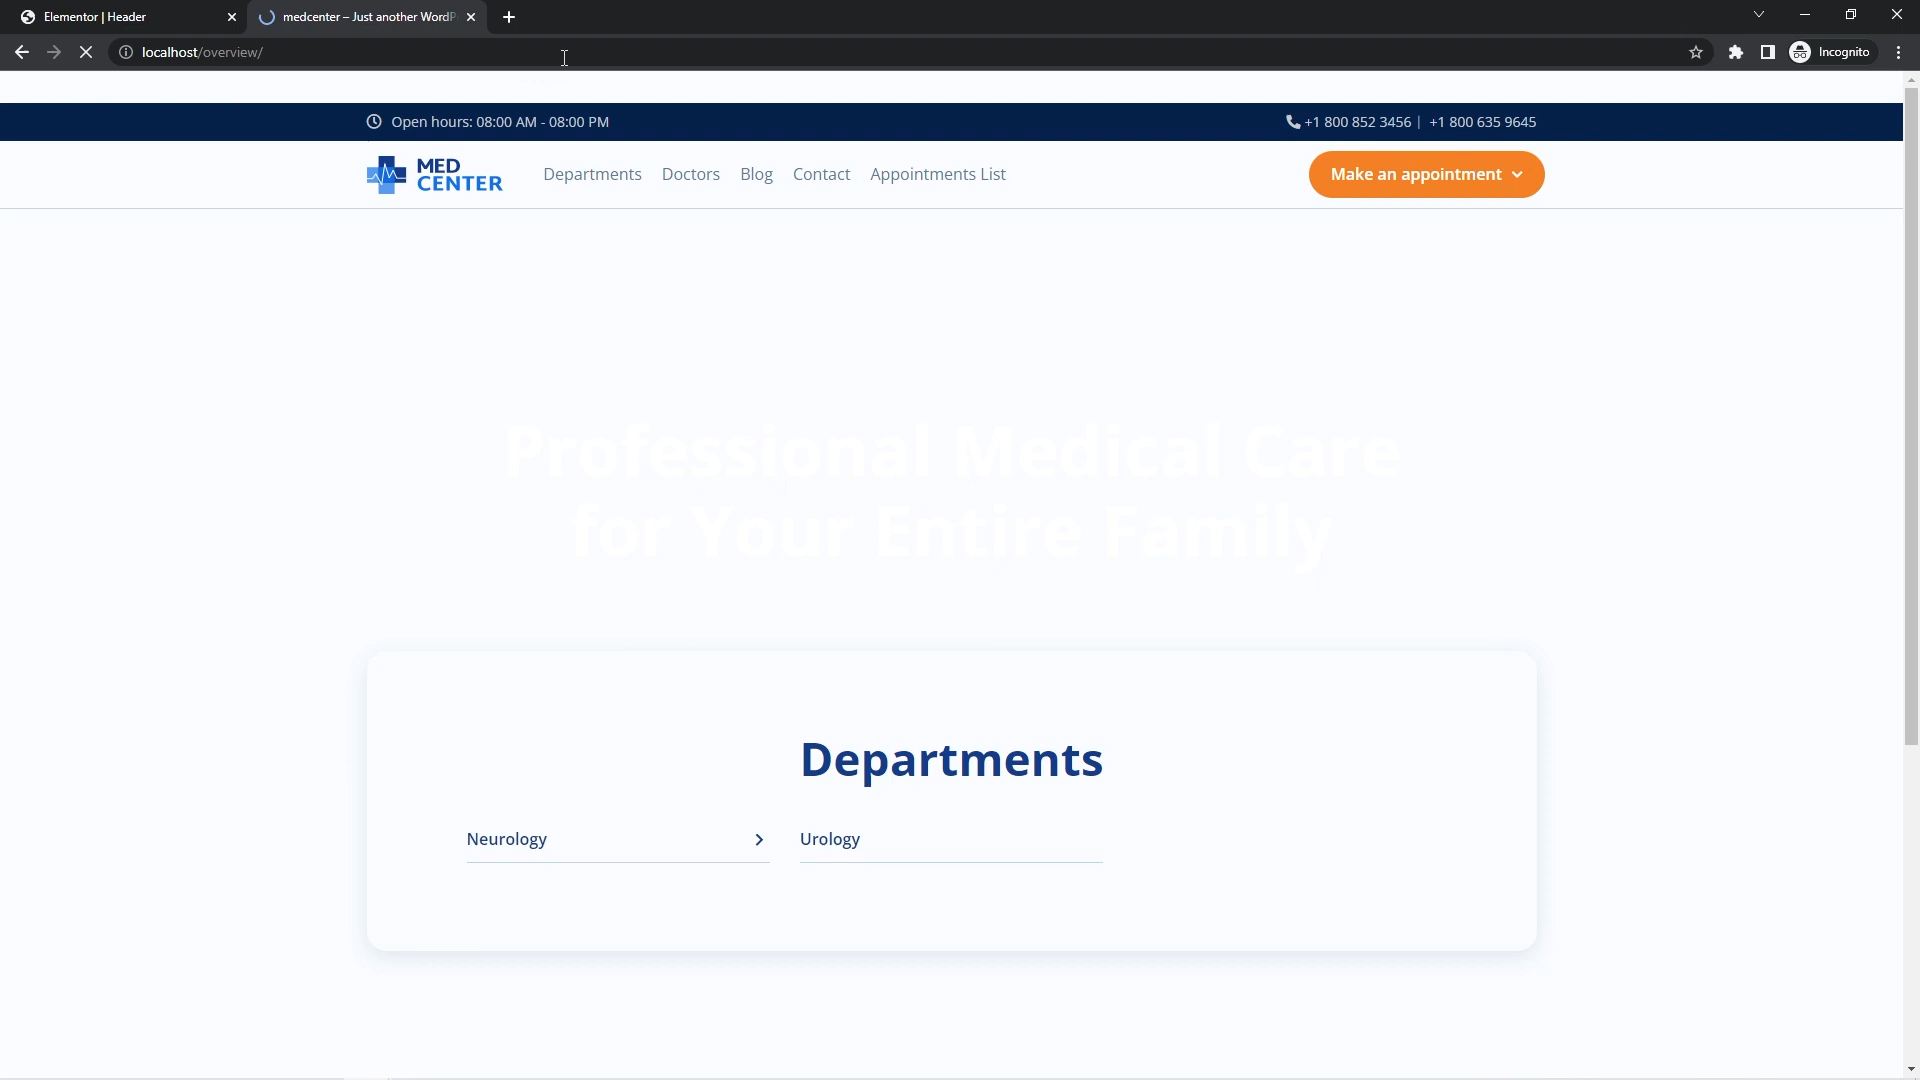 Elementor | Header
medcenter – Just another WordP
localhost/overview/
Incognito
Open hours: 08:00 AM - 08:00 PM
+1 800 852 3456 | +1 800 635 9645
MED
CENTER
Departments
Doctors
Blog
Contact
Appointments List
Make an appointment
Professional Medical Care
for Your Entire Family
Departments
Neurology
Urology